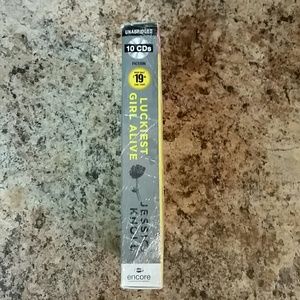 UNABRIDGED
10 CDs
FICTION
19
LUCKIEST
GIRL ALIVE
JESSICA
KNOLL
encore